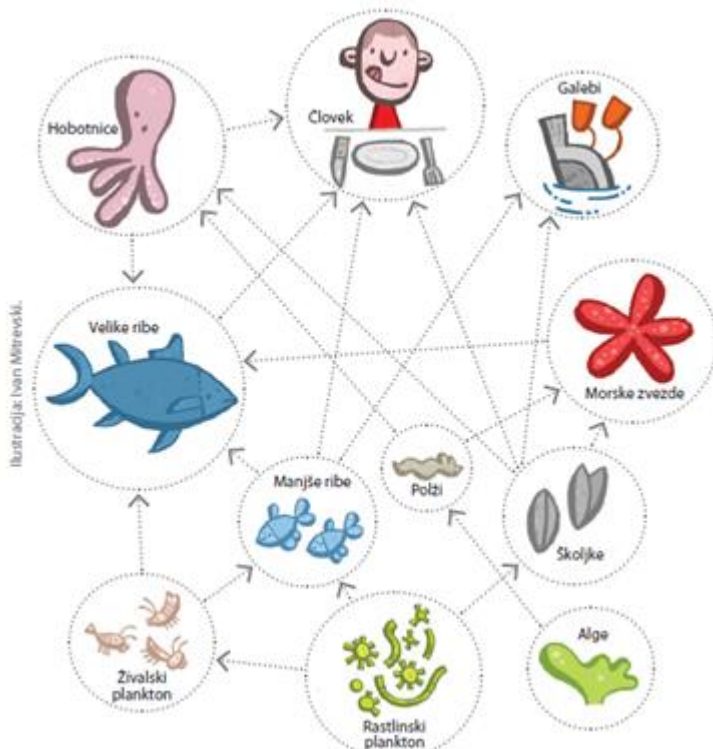 Hobotnice
Človek
Galebi
Ilustracija: Ivan Mitrevski.
Velike ribe
Morske zvezde
Manjše ribe
Polži
Školjke
Živalski
plankton
Rastlinski
plankton
Alge